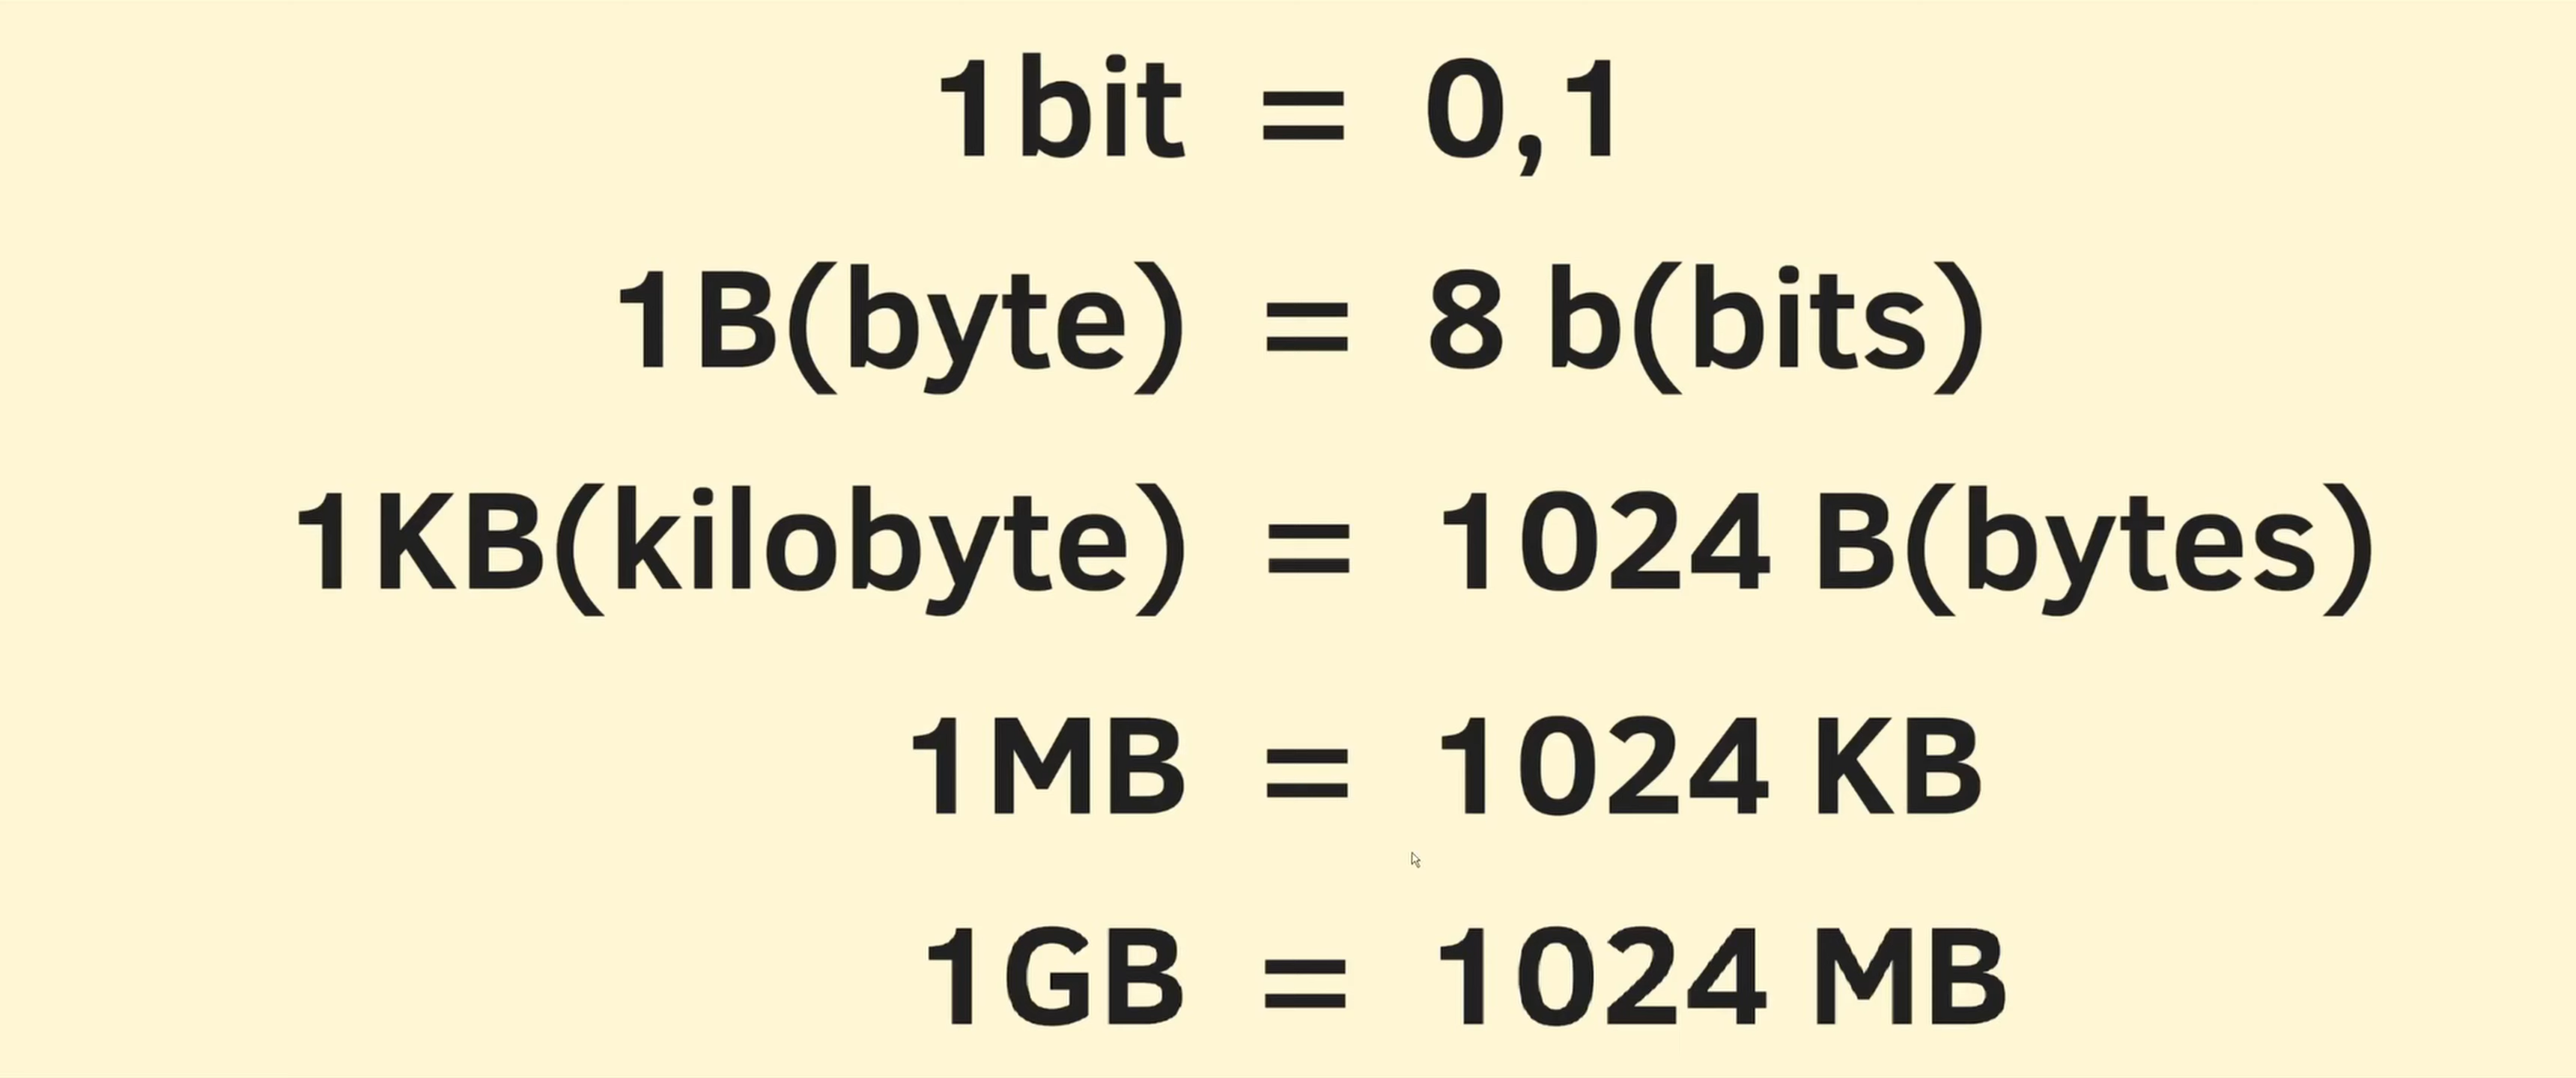 1bit = 0,1
1B(byte) = 8 b(bits)
1KB(kilobyte) = 1024 B(bytes)
1MB = 1024 KB
1GB = 1024 MB